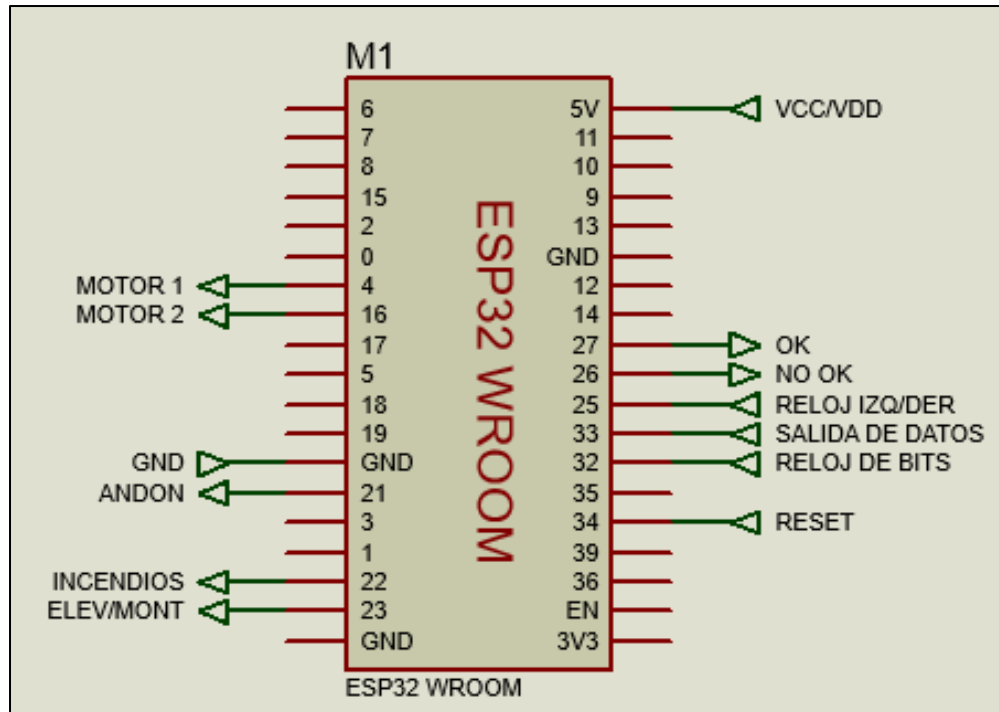 M1
6 5V VCC/VDD
7 11
8 10
15 9
2 13
0 GND
MOTOR 1 4 12
MOTOR 2 16 14
17 27 OK
5 26 NO OK
18 25 RELOJ IZQ/DER
19 33 SALIDA DE DATOS
GND GND 32 RELOJ DE BITS
ANDON 21 35
3 34 RESET
1 39
INCENDIOS 22 36
ELEV/MONT 23 EN
GND 3V3
ESP32 WROOM
ESP32 WROOM